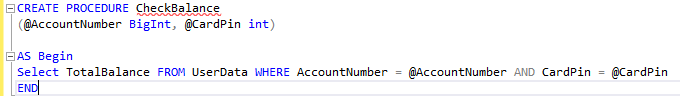 CREATE PROCEDURE CheckBalance
(@AccountNumber BigInt, @CardPin int)
AS Begin
Select TotalBalance FROM UserData WHERE AccountNumber = @AccountNumber AND CardPin = @CardPin
END